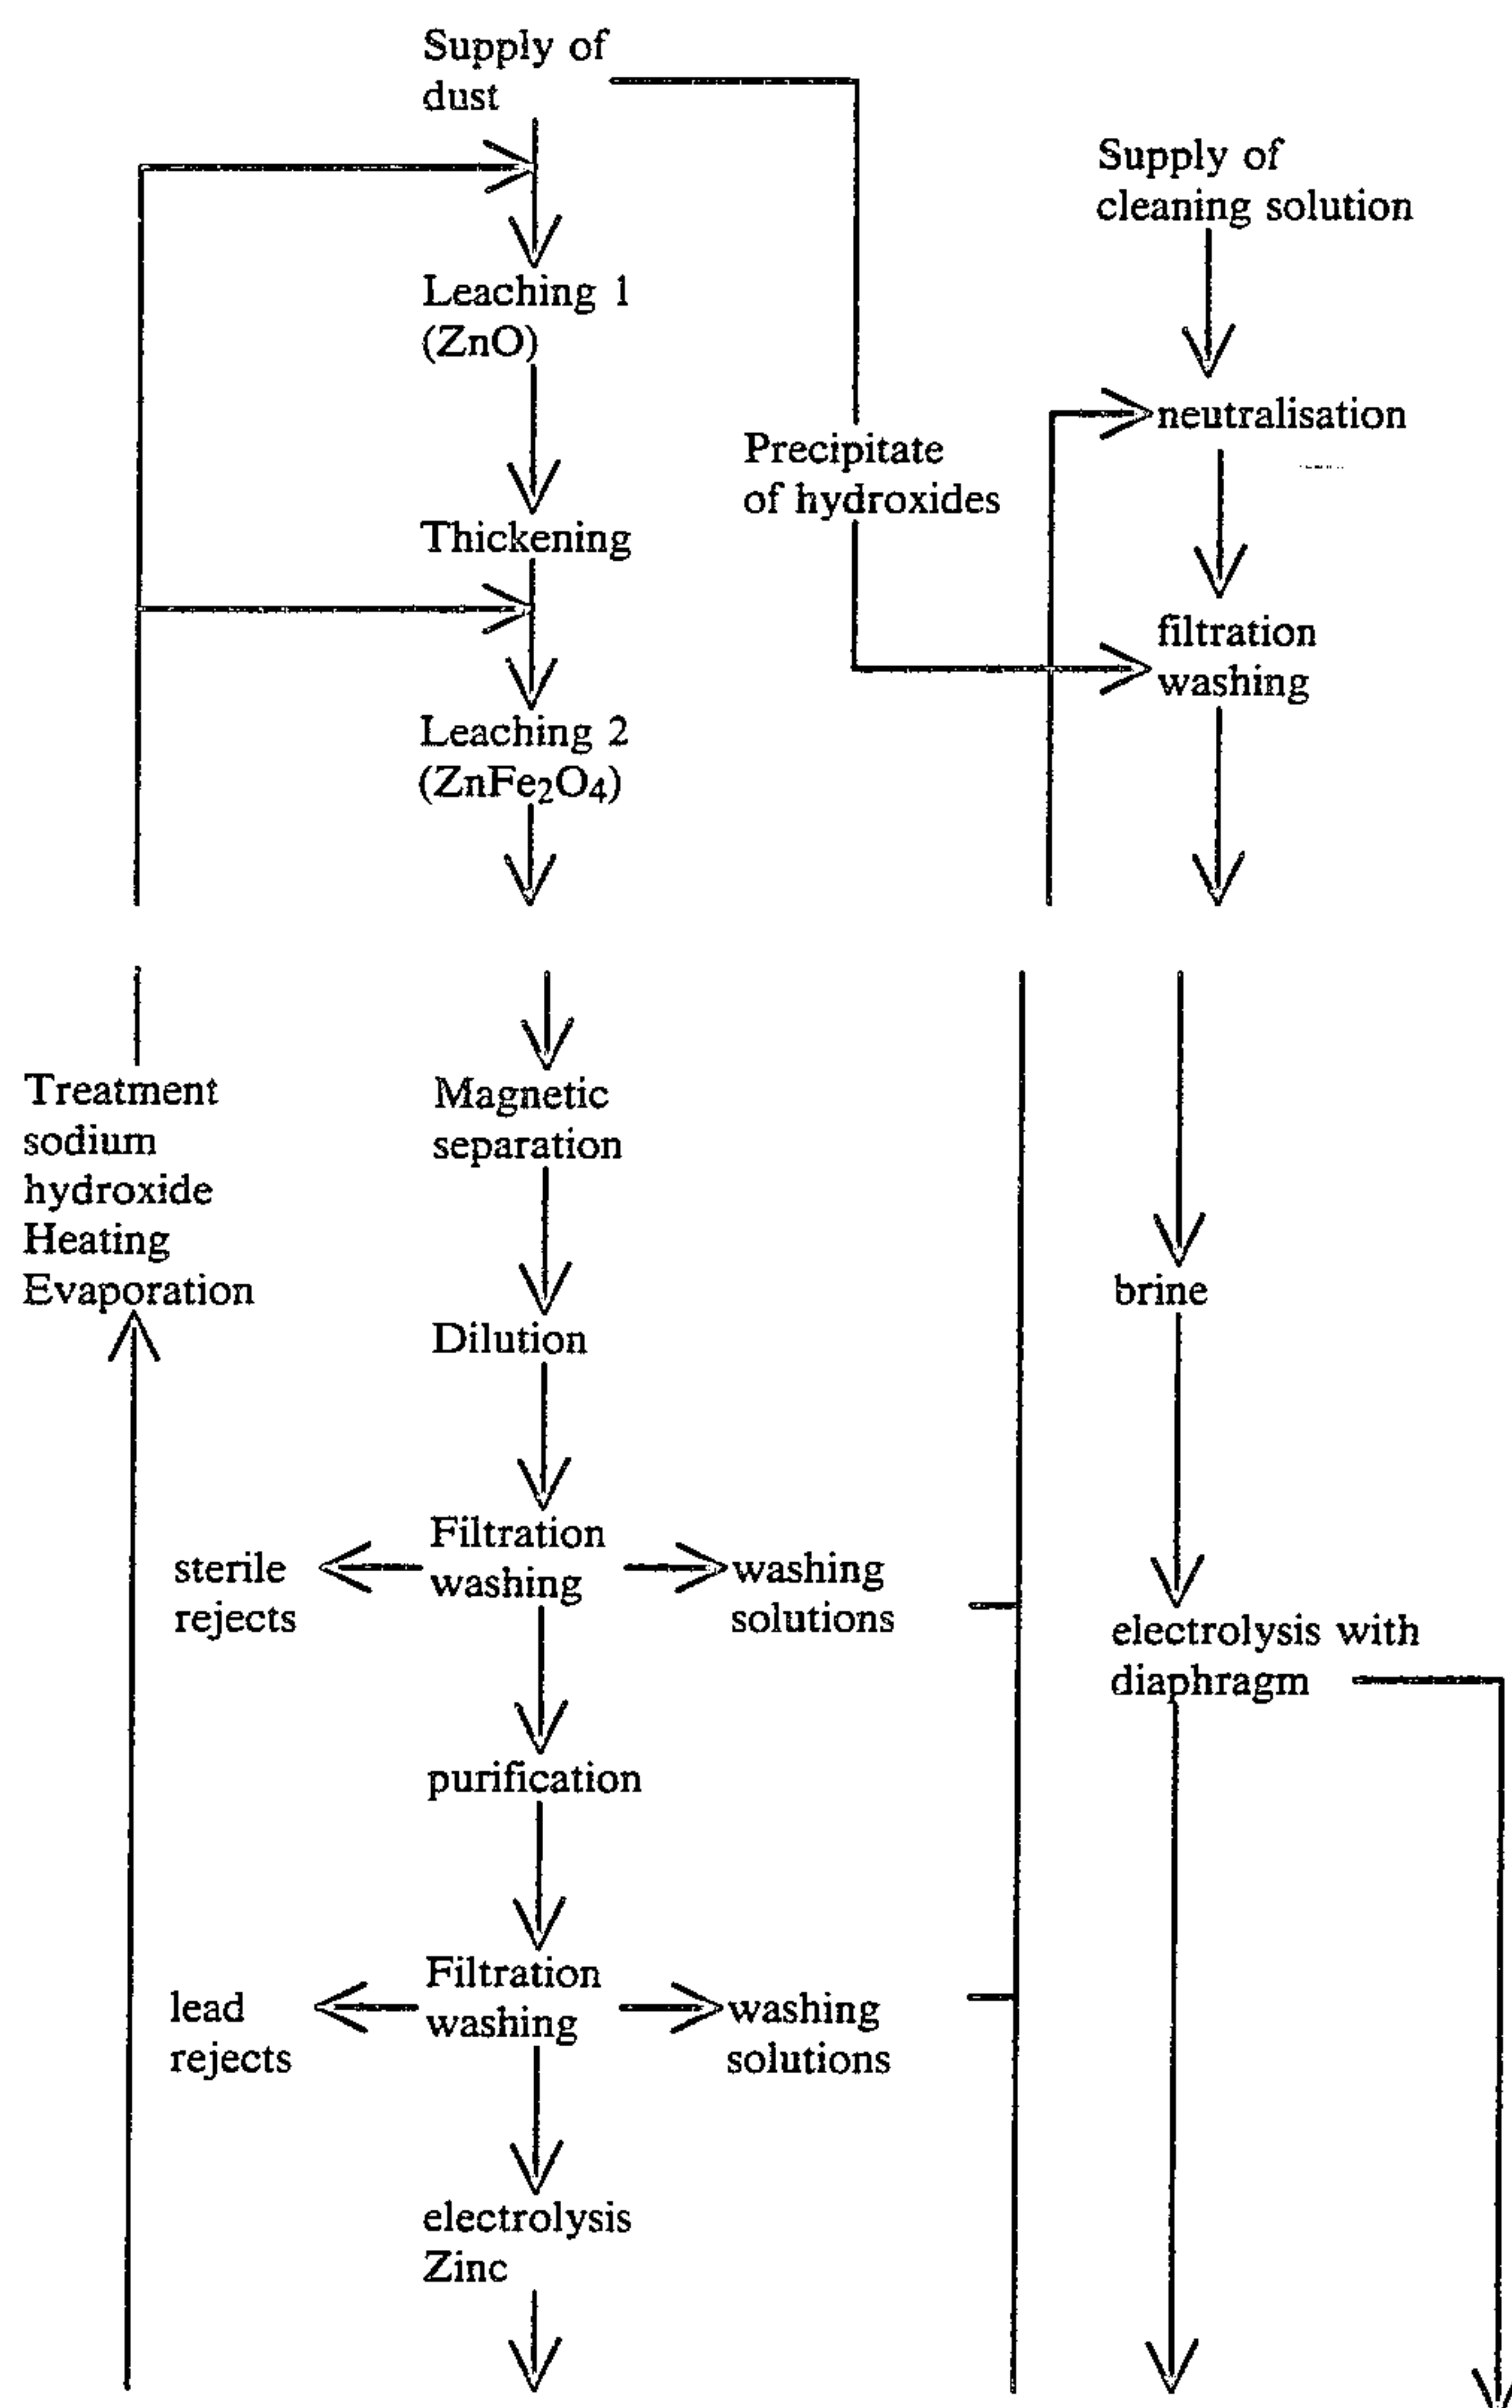 Supply of
dust
Supply of
cleaning solution
Leaching 1
(ZnO)
neutralisation
Precipitate
of hydroxides
Thickening
filtration
washing
Leaching 2
(ZnFe₂O₄)
Treatment
sodium
hydroxide
Heating
Evaporation
Magnetic
separation
brine
Dilution
Filtration
washing
sterile
rejects
washing
solutions
electrolysis with
diaphragm
purification
Filtration
washing
lead
rejects
washing
solutions
electrolysis
Zinc